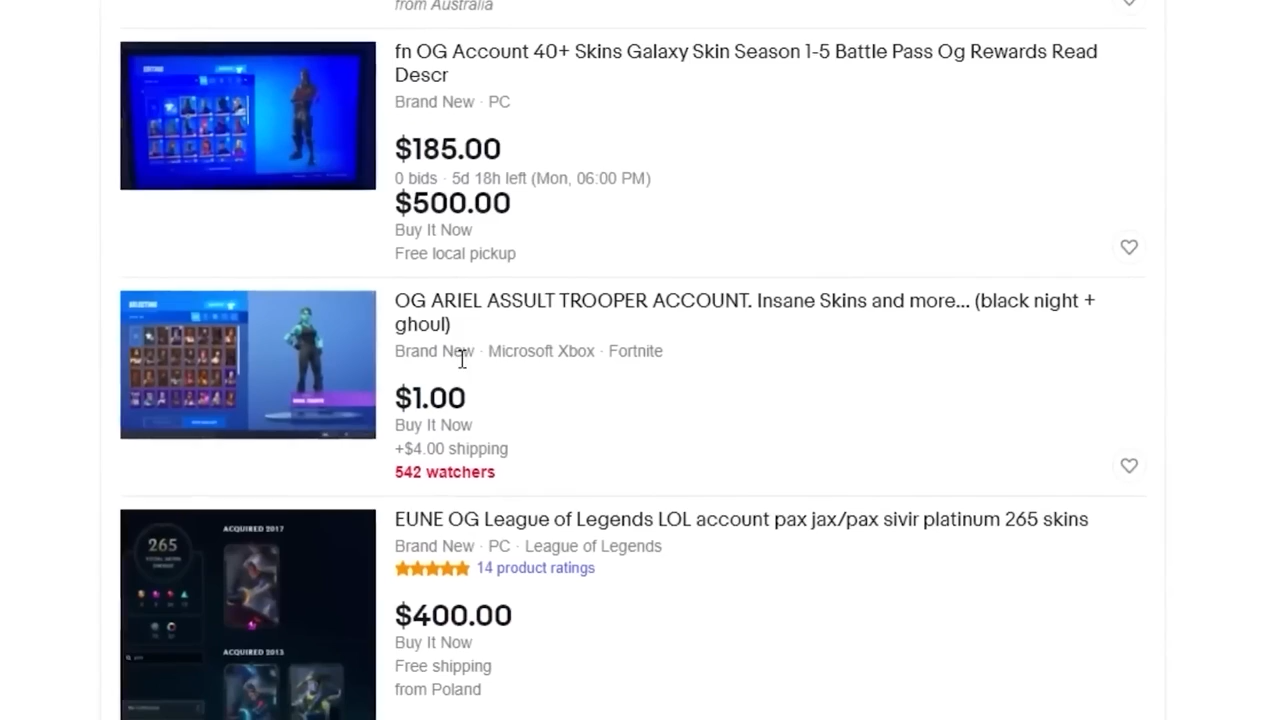 from Australia
fn OG Account 40+ Skins Galaxy Skin Season 1-5 Battle Pass Og Rewards Read
Descr
Brand New · PC
$185.00
0 bids · 5d 18h left (Mon, 06:00 PM)
$500.00
Buy It Now
Free local pickup
OG ARIEL ASSULT TROOPER ACCOUNT. Insane Skins and more... (black night +
ghoul)
Brand New · Microsoft Xbox · Fortnite
$1.00
Buy It Now
+$4.00 shipping
542 watchers
265
ACQUIRED 2017
ACQUIRED 2013
EUNE OG League of Legends LOL account pax jax/pax sivir platinum 265 skins
Brand New · PC · League of Legends
14 product ratings
$400.00
Buy It Now
Free shipping
from Poland